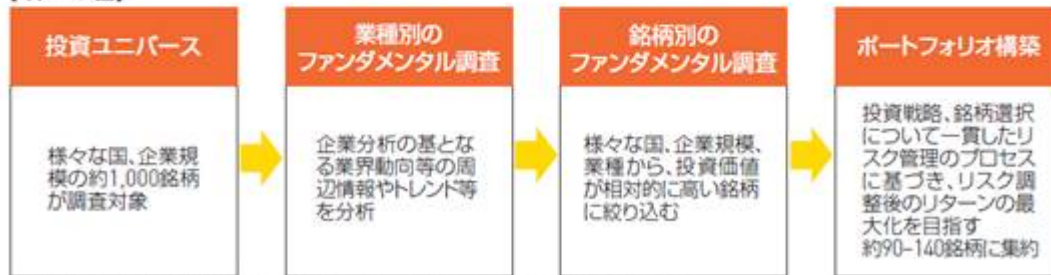 投資ユニバース
様々な国、企業規
模の約1,000銘柄
が調査対象
業種別の
ファンダメンタル調査
企業分析の基とな
る業界動向等の周
辺情報やトレンド等
を分析
銘柄別の
ファンダメンタル調査
様々な国、企業規模、
業種から、投資価値
が相対的に高い銘柄
に絞り込む
ポートフォリオ構築
投資戦略、銘柄選択
について一貫したリ
スク管理のプロセス
に基づき、リスク調
整後のリターンの最
大化を目指す
約90–140銘柄に集約